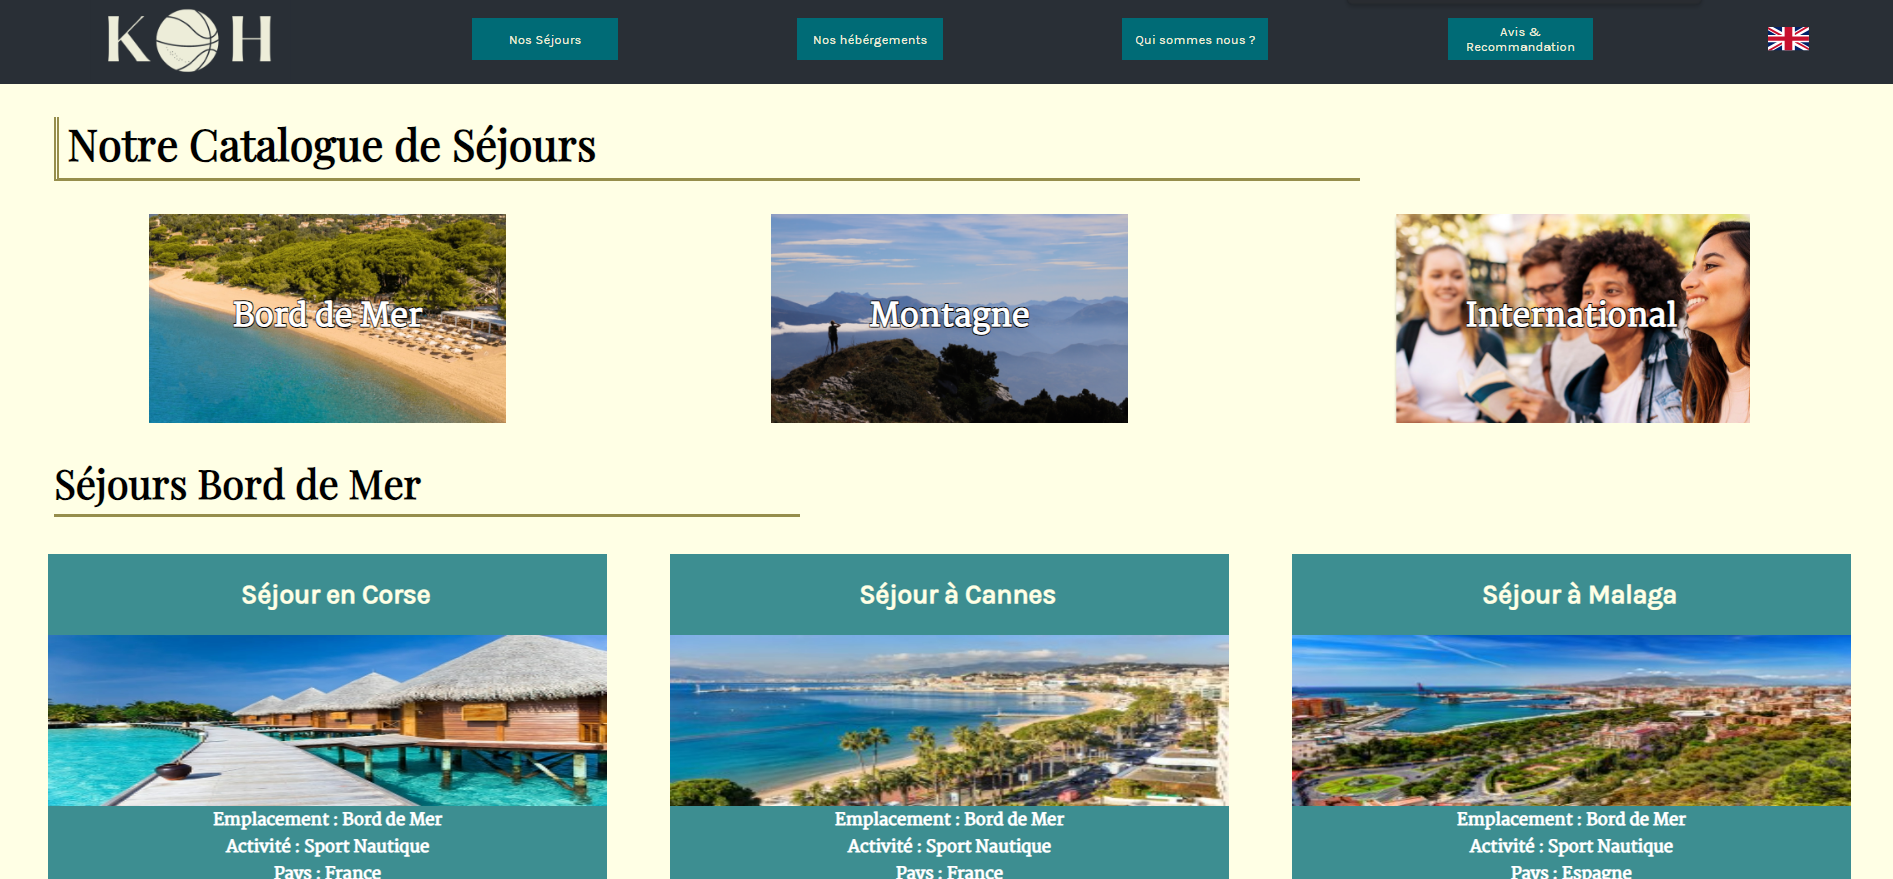 KOH
Nos Séjours
Nos hébérgements
Qui sommes nous ?
Avis &
Recommandation
Notre Catalogue de Séjours
Bord de Mer
Montagne
International
Séjours Bord de Mer
Séjour en Corse
Séjour à Cannes
Séjour à Malaga
Emplacement : Bord de Mer
Activité : Sport Nautique
Pays : France
Emplacement : Bord de Mer
Activité : Sport Nautique
Pays : France
Emplacement : Bord de Mer
Activité : Sport Nautique
Pays : Espagne